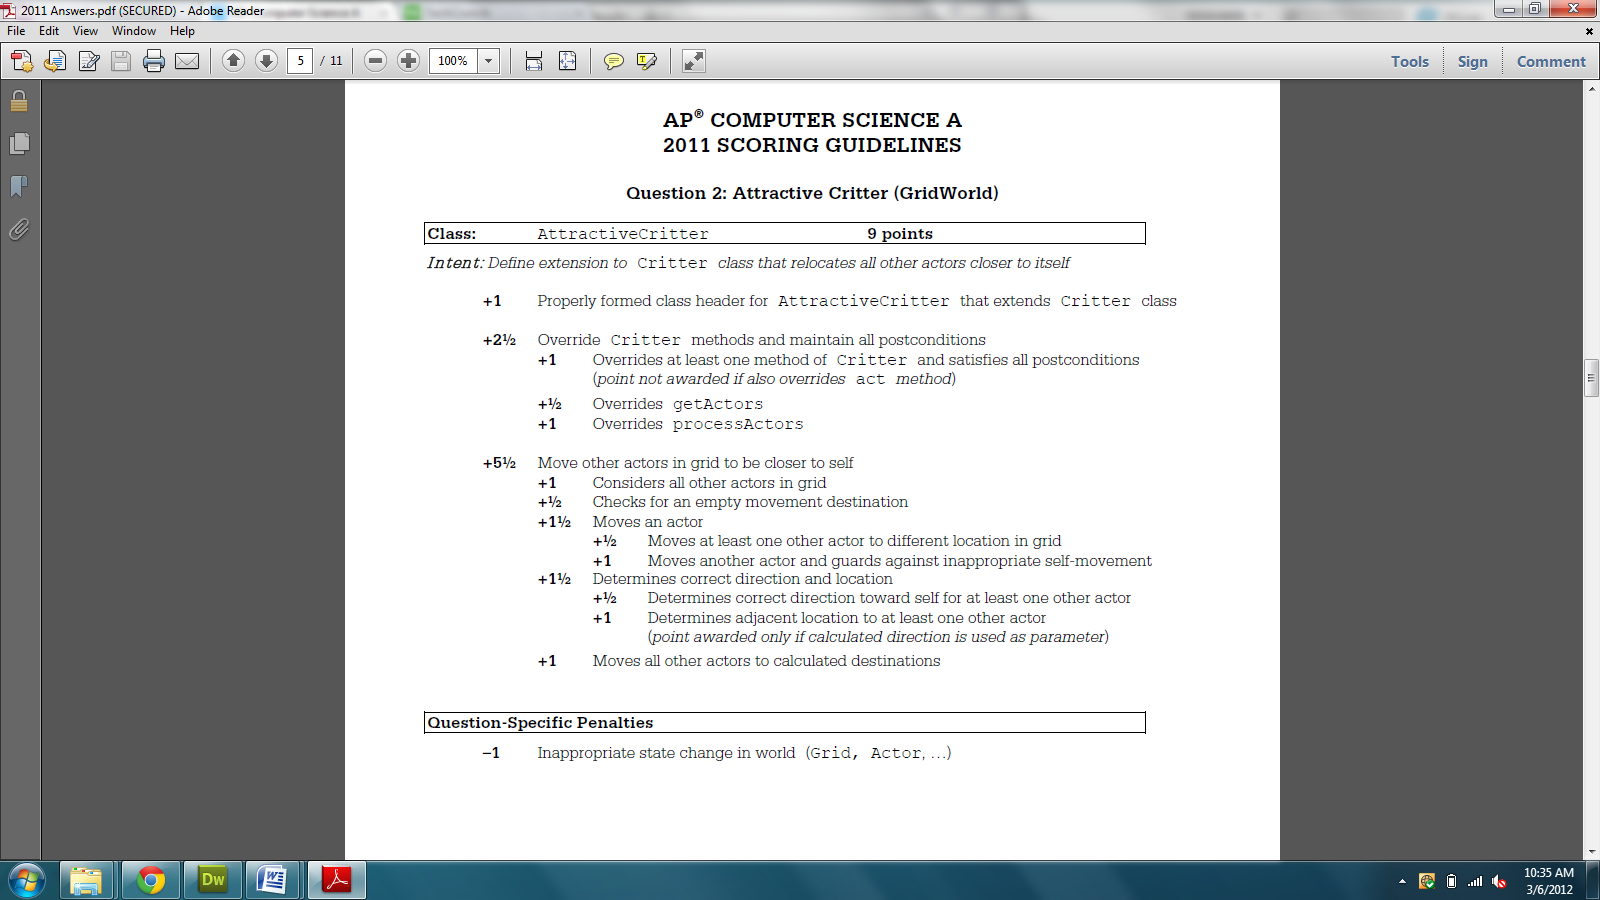 2011 Answers.pdf (SECURED) - Adobe Reader
File Edit View Window Help
5 / 11 100% Tools Sign Comment
AP® COMPUTER SCIENCE A
2011 SCORING GUIDELINES
Question 2: Attractive Critter (GridWorld)
Class: AttractiveCritter 9 points
Intent: Define extension to Critter class that relocates all other actors closer to itself
+1 Properly formed class header for AttractiveCritter that extends Critter class
+2½ Override Critter methods and maintain all postconditions
+1 Overrides at least one method of Critter and satisfies all postconditions
(point not awarded if also overrides act method)
+½ Overrides getActors
+1 Overrides processActors
+5½ Move other actors in grid to be closer to self
+1 Considers all other actors in grid
+½ Checks for an empty movement destination
+1½ Moves an actor
+½ Moves at least one other actor to different location in grid
+1 Moves another actor and guards against inappropriate self-movement
+1½ Determines correct direction and location
+½ Determines correct direction toward self for at least one other actor
+1 Determines adjacent location to at least one other actor
(point awarded only if calculated direction is used as parameter)
+1 Moves all other actors to calculated destinations
Question-Specific Penalties
−1 Inappropriate state change in world (Grid, Actor, …)
Dw
10:35 AM
3/6/2012